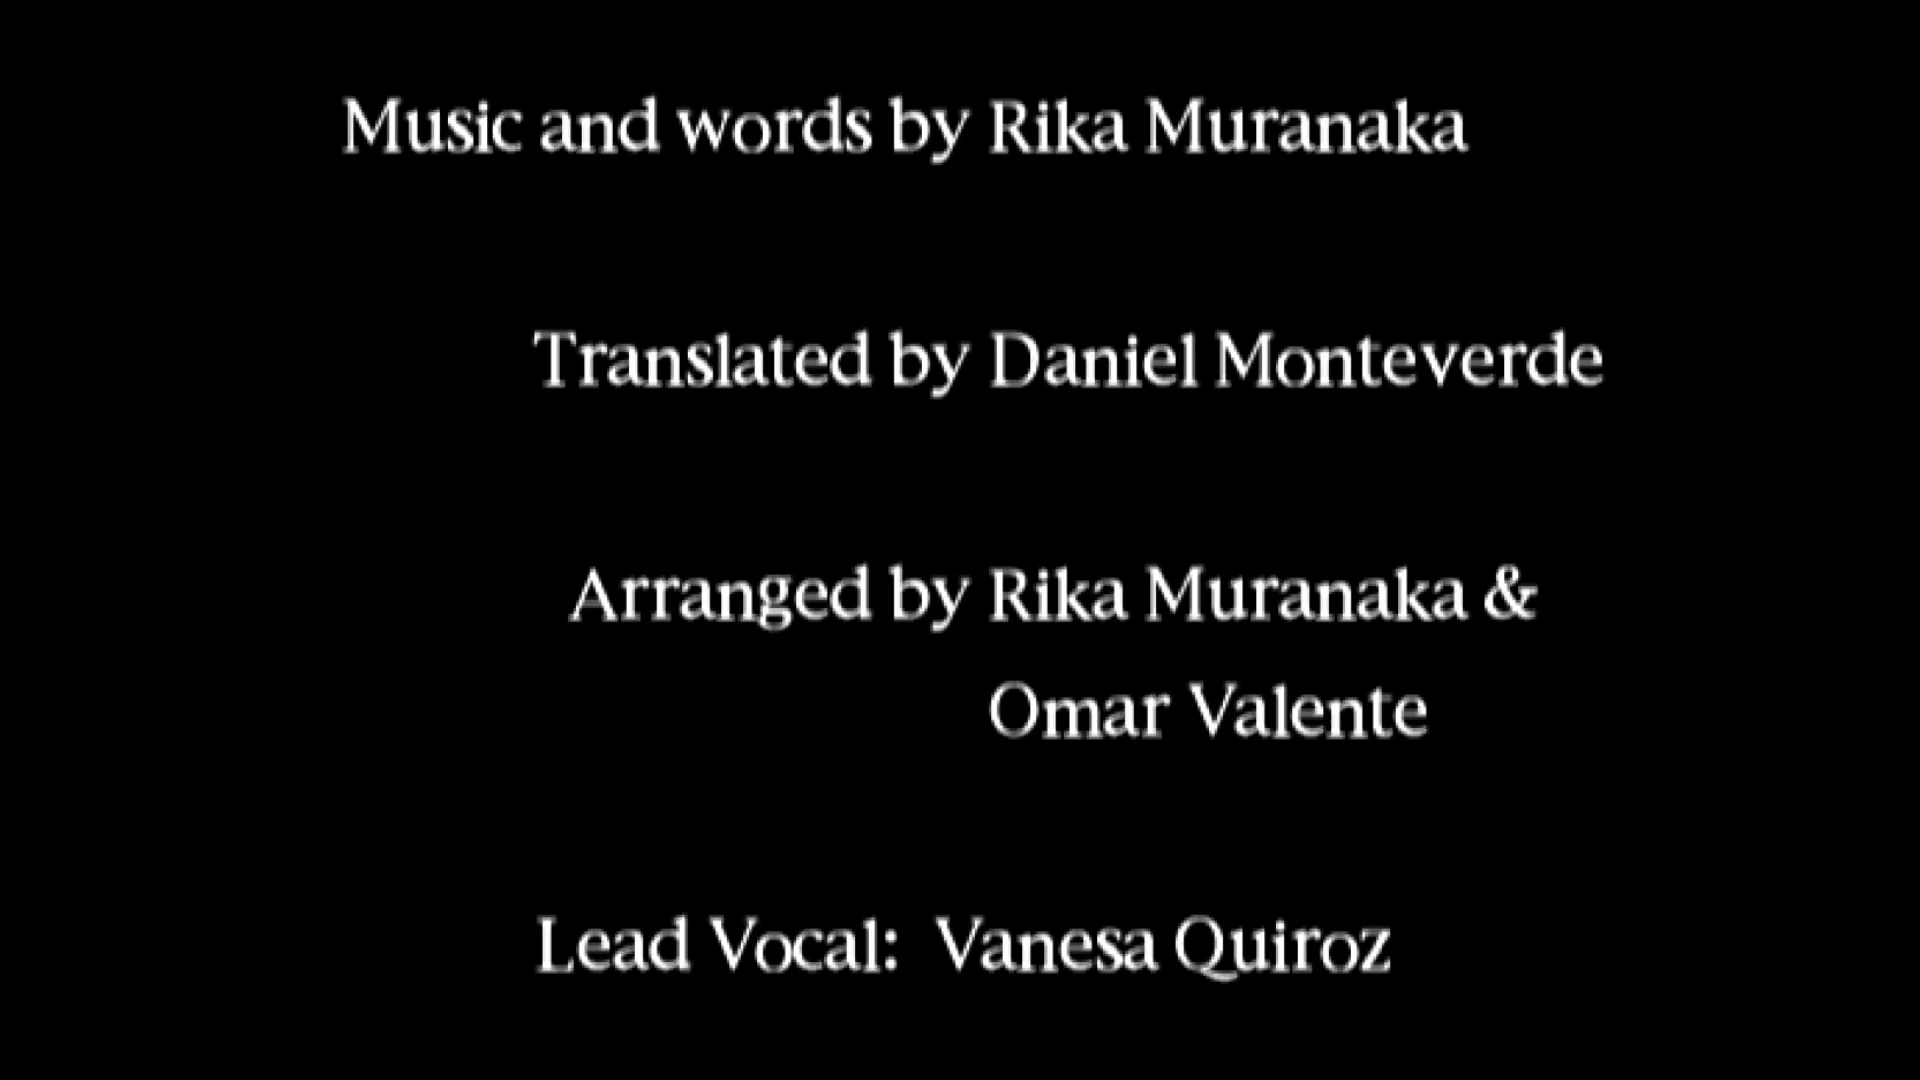 Music and words by Rika Muranaka
Translated by Daniel Monteverde
Arranged by Rika Muranaka &
Omar Valente
Lead Vocal: Vanesa Quiroz